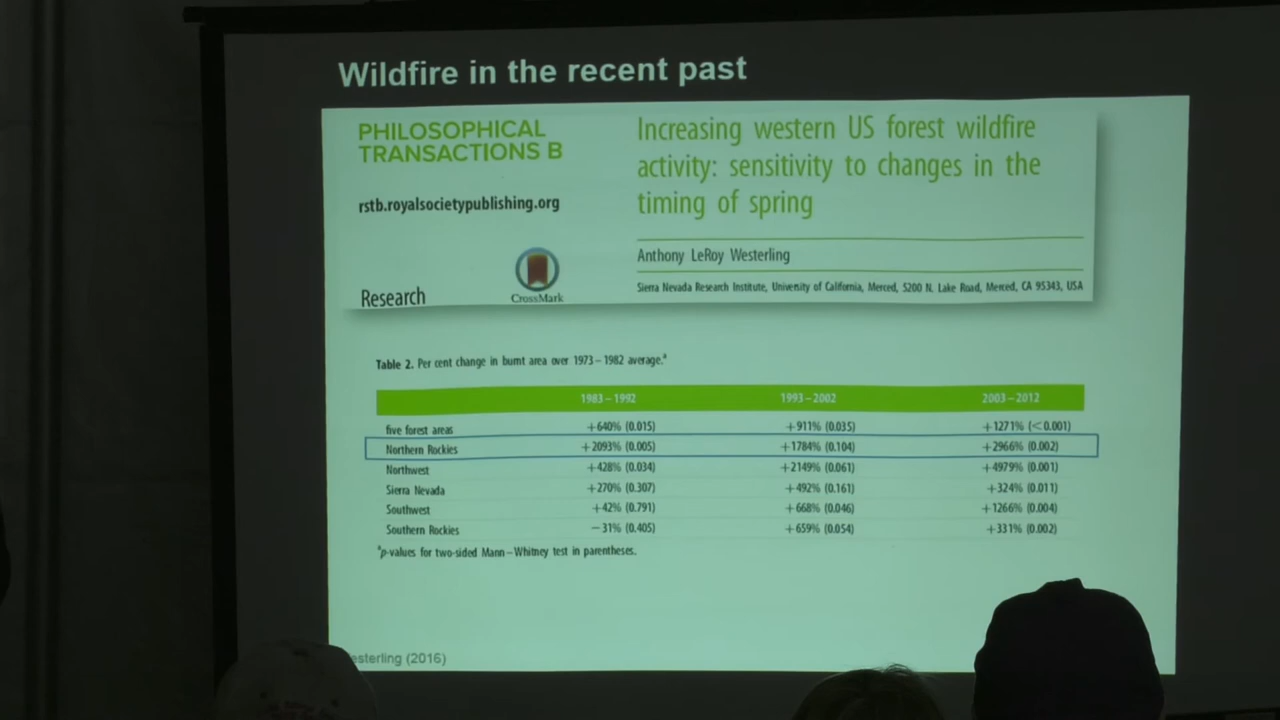 Wildfire in the recent past
PHILOSOPHICAL
TRANSACTIONS B
rstb.royalsocietypublishing.org
Research
CrossMark
Increasing western US forest wildfire
activity: sensitivity to changes in the
timing of spring
Anthony LeRoy Westerling
Sierra Nevada Research Institute, University of California, Merced, 5200 N. Lake Road, Merced, CA 95343, USA
Table 2. Per cent change in burnt area over 1973–1982 average.ᵃ
1983–1992 1993–2002 2003–2012
five forest areas +640% (0.015) +911% (0.035) +1271% (<0.001)
Northern Rockies +2093% (0.005) +1784% (0.104) +2966% (0.002)
Northwest +428% (0.034) +2149% (0.061) +4979% (0.001)
Sierra Nevada +270% (0.307) +492% (0.161) +324% (0.011)
Southwest +42% (0.791) +668% (0.046) +1266% (0.004)
Southern Rockies −31% (0.405) +659% (0.054) +331% (0.002)
ᵃp-values for two-sided Mann–Whitney test in parentheses.
esterling (2016)